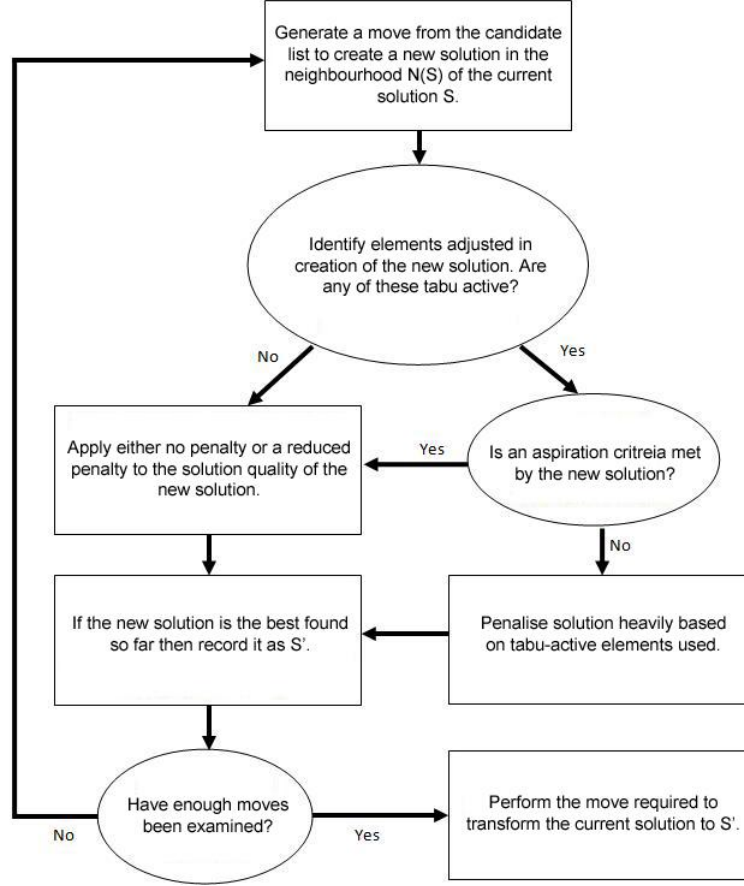 Generate a move from the candidate
list to create a new solution in the
neighbourhood N(S) of the current
solution S.
Identify elements adjusted in
creation of the new solution. Are
any of these tabu active?
No
Yes
Apply either no penalty or a reduced
penalty to the solution quality of the
new solution.
Yes
Is an aspiration critreia met
by the new solution?
No
If the new solution is the best found
so far then record it as S’.
Penalise solution heavily based
on tabu-active elements used.
Have enough moves
been examined?
No
Yes
Perform the move required to
transform the current solution to S’.